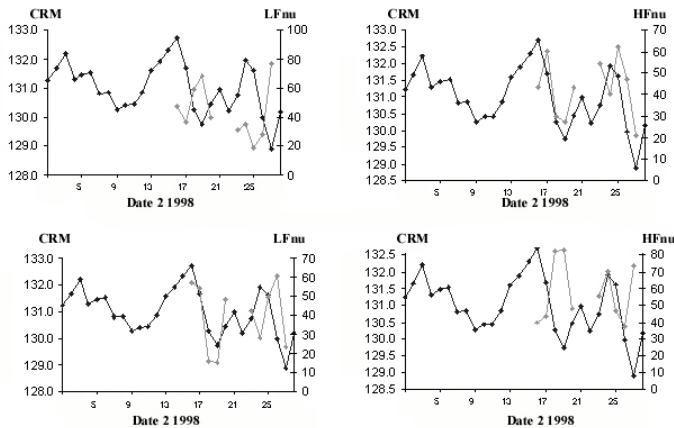 CRM LFnu
133.0 100
132.0 80
131.0 60
130.0 40
129.0 20
128.0 0
5 9 13 17 21 25
Date 2 1998
CRM HFnu
133.0 70
132.5 60
132.0 50
131.5 40
131.0 30
130.5 20
130.0 10
129.5 0
129.0
128.5
5 9 13 17 21 25
Date 2 1998
CRM LFnu
133.0 70
132.0 60
131.0 50
130.0 40
129.0 30
128.0 20
10
0
5 9 13 17 21 25
Date 2 1998
CRM HFnu
132.5 80
132.0 70
131.5 60
131.0 50
130.5 40
130.0 30
129.5 20
129.0 10
128.5 0
5 9 13 17 21 25
Date 2 1998